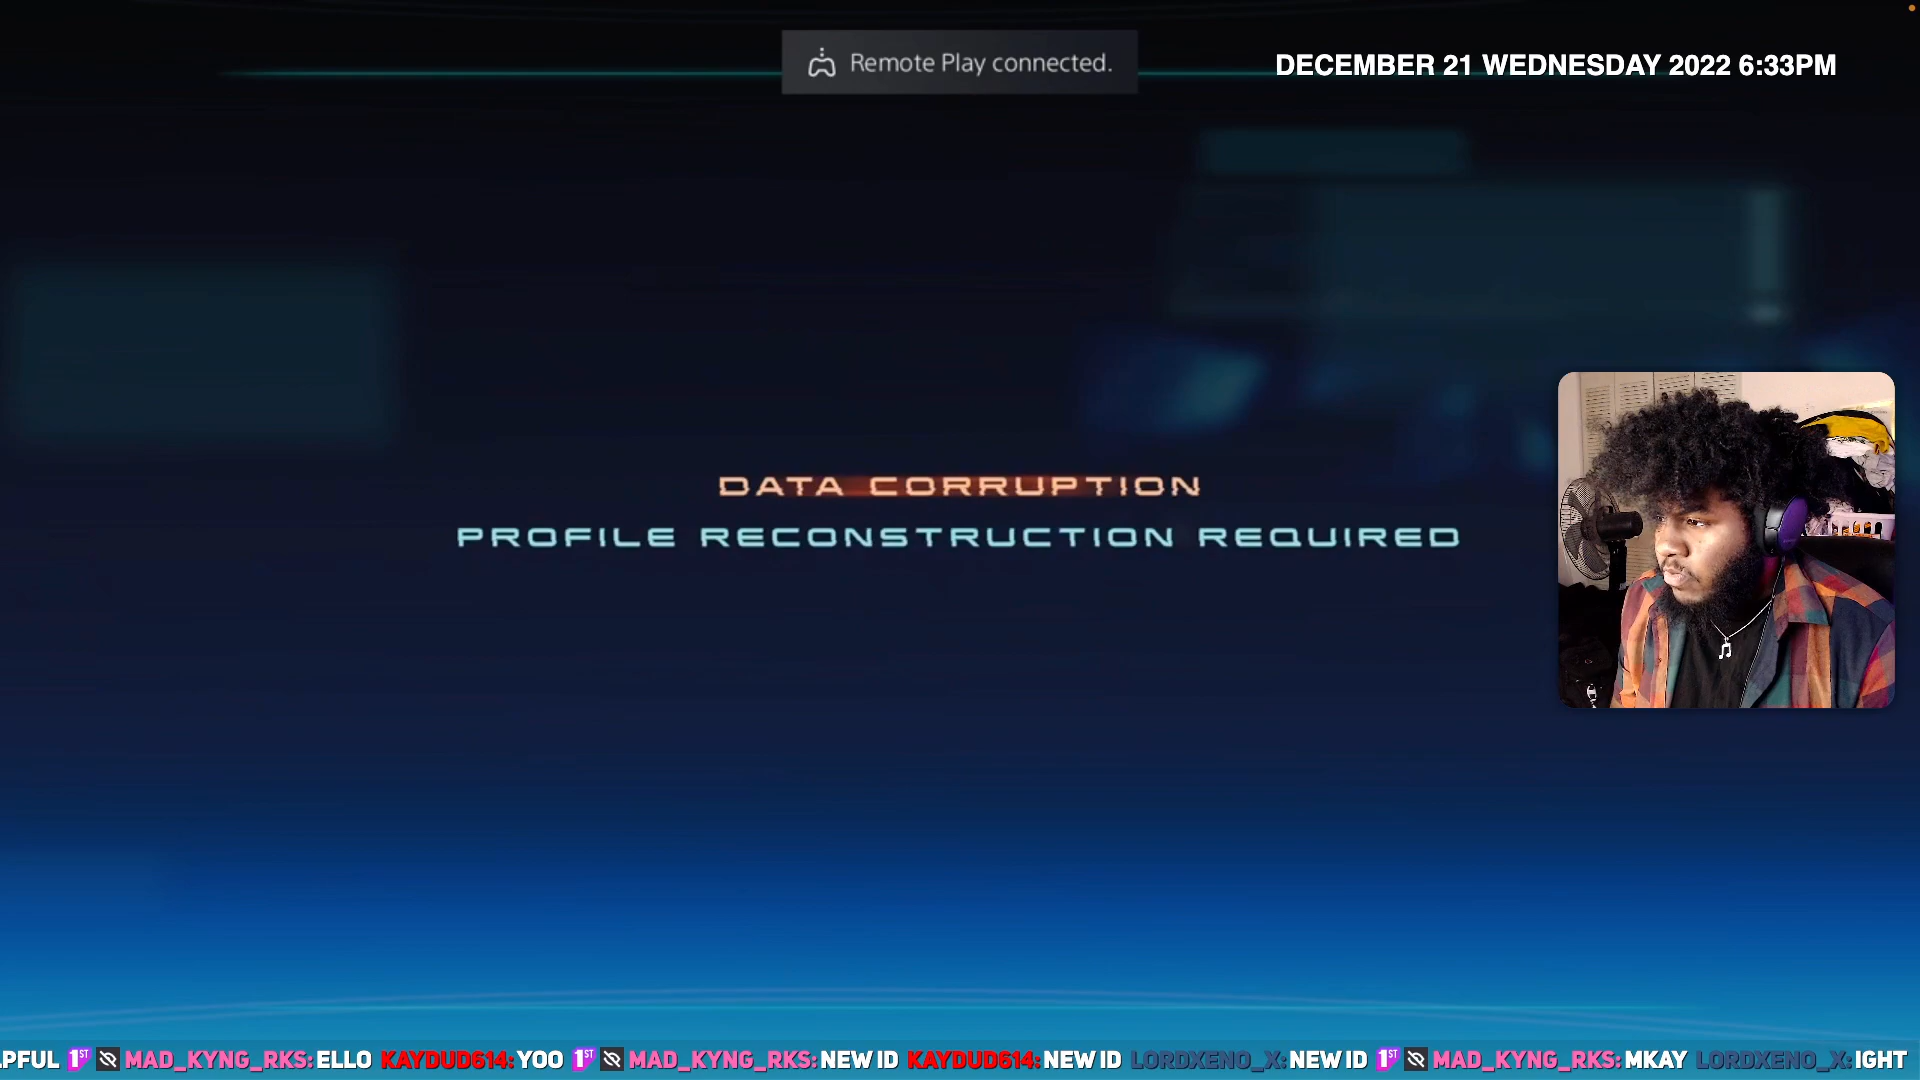 Remote Play connected.
DECEMBER 21 WEDNESDAY 2022 6:33PM
DATA CORRUPTION
PROFILE RECONSTRUCTION REQUIRED
LPFUL 1ST MAD_KYNG_RKS: ELLO KAYDUD614: YOO 1ST MAD_KYNG_RKS: NEW ID KAYDUD614: NEW ID LORDXENO_X: NEW ID 1ST MAD_KYNG_RKS: MKAY LORDXENO_X: IGHT